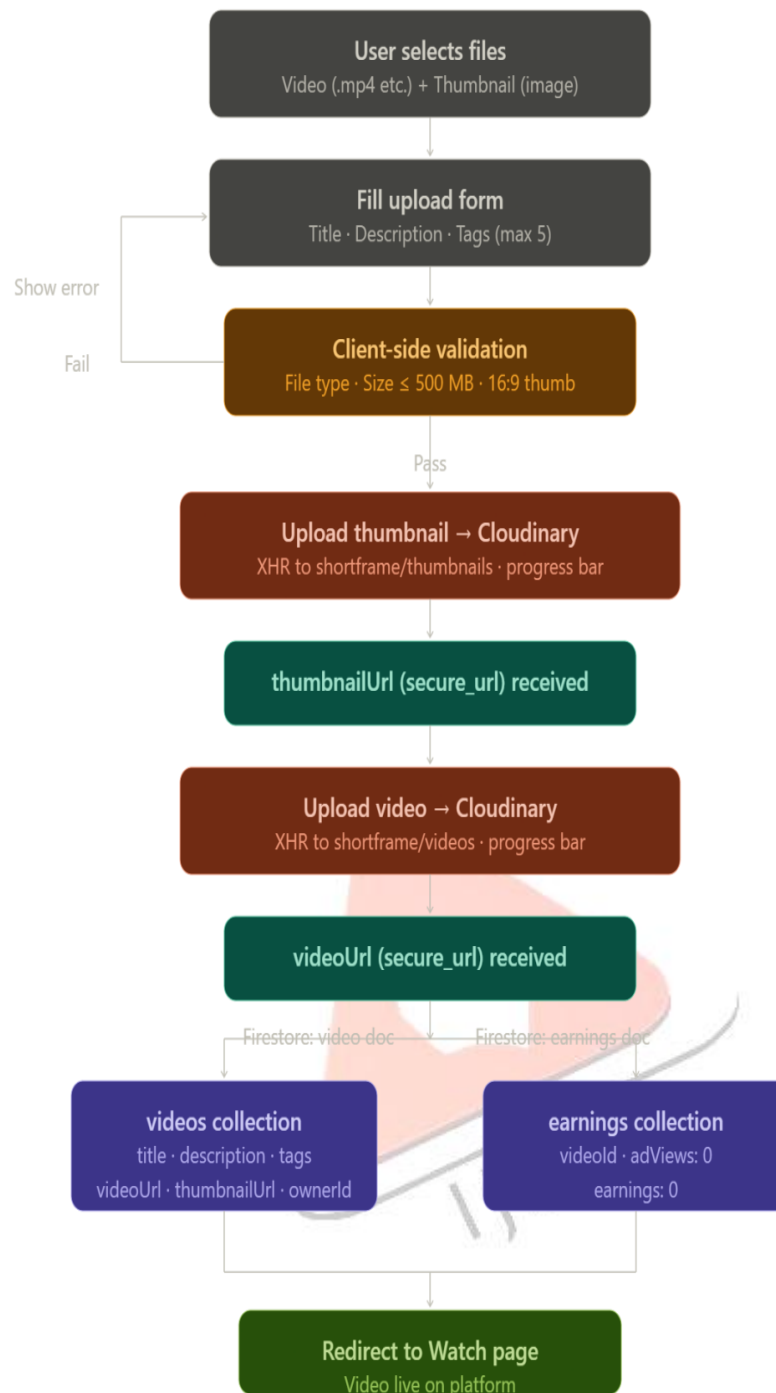 User selects files
Video (.mp4 etc.) + Thumbnail (image)
Fill upload form
Title · Description · Tags (max 5)
Show error
Client-side validation
Fail
File type · Size ≤ 500 MB · 16:9 thumb
Pass
Upload thumbnail → Cloudinary
XHR to shortframe/thumbnails · progress bar
thumbnailUrl (secure_url) received
Upload video → Cloudinary
XHR to shortframe/videos · progress bar
videoUrl (secure_url) received
Firestore: video doc
Firestore: earnings doc
videos collection
title · description · tags
videoUrl · thumbnailUrl · ownerId
earnings collection
videoId · adViews: 0
earnings: 0
Redirect to Watch page
Video live on platform